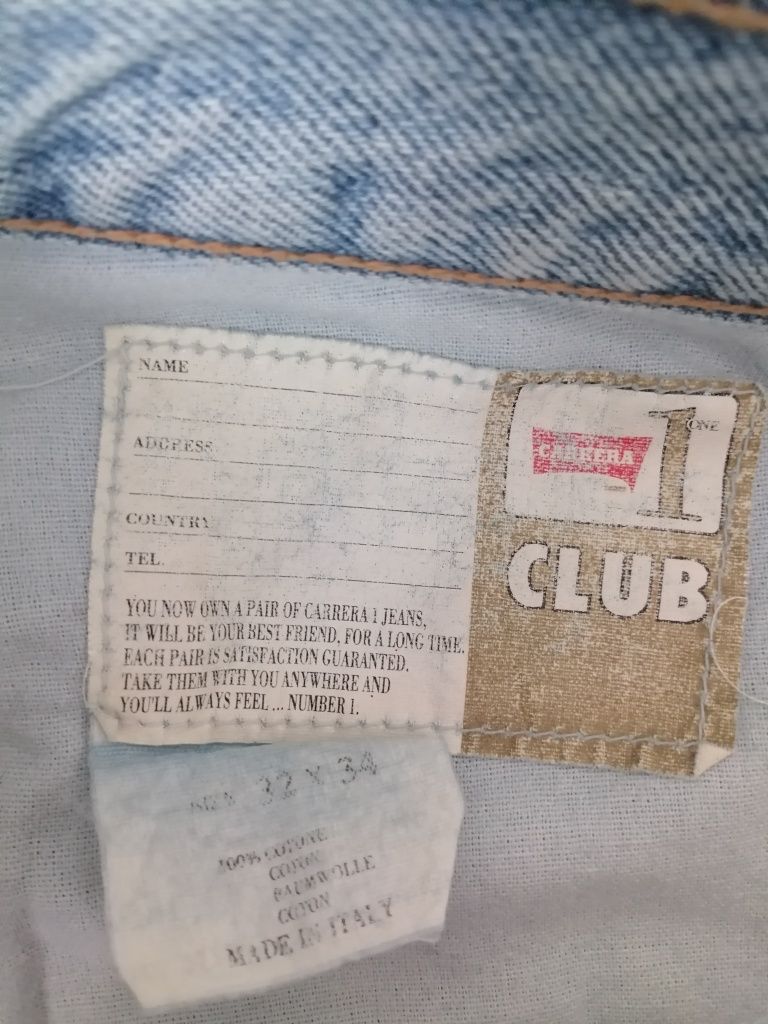 NAME
ADDRESS
COUNTRY
TEL.
YOU NOW OWN A PAIR OF CARRERA 1 JEANS,
IT WILL BE YOUR BEST FRIEND, FOR A LONG TIME.
EACH PAIR IS SATISFACTION GUARANTED.
TAKE THEM WITH YOU ANYWHERE AND
YOU'LL ALWAYS FEEL ... NUMBER 1.
CARRERA
1
ONE
CLUB
32 X 34
100% COTONE
COTON
BAUMWOLLE
COTON
MADE IN ITALY